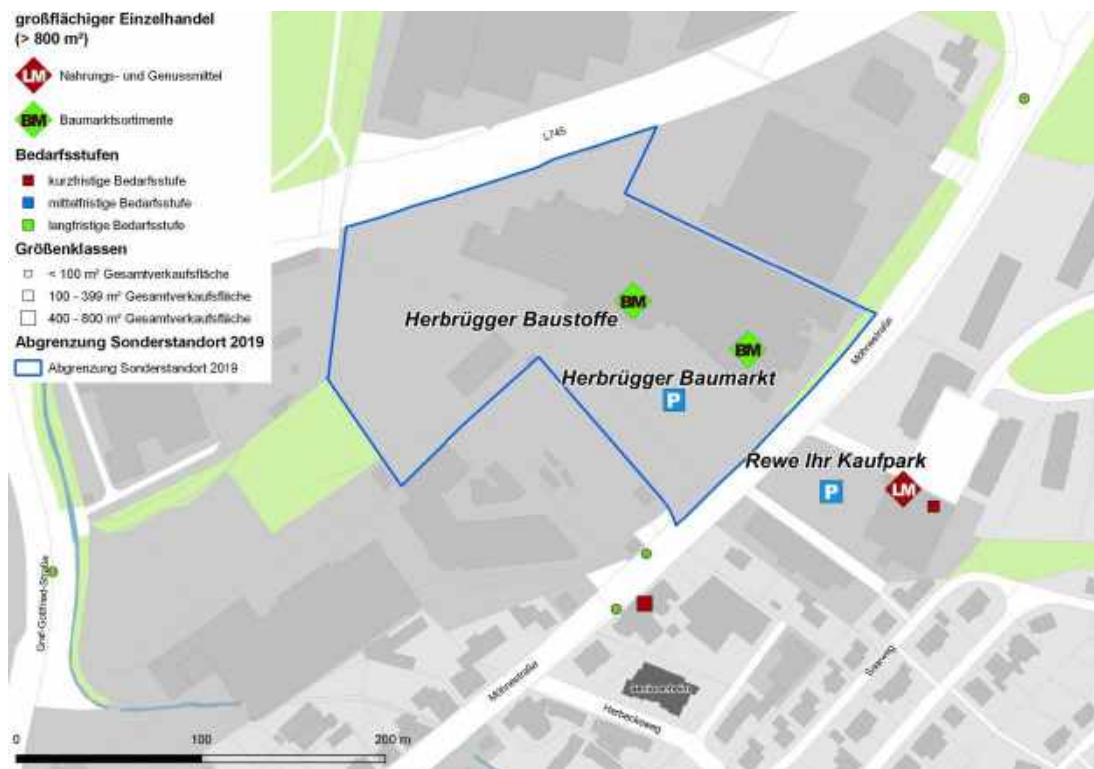 großflächiger Einzelhandel
(> 800 m²)
LM Nahrungs- und Genussmittel
BM Baumarktsortimente
Bedarfsstufen
kurzfristige Bedarfsstufe
mittelfristige Bedarfsstufe
langfristige Bedarfsstufe
Größenklassen
< 100 m² Gesamtverkaufsfläche
100 - 399 m² Gesamtverkaufsfläche
400 - 800 m² Gesamtverkaufsfläche
Abgrenzung Sonderstandort 2019
Abgrenzung Sonderstandort 2019
L745
BM
Herbrügger Baustoffe
BM
Möhnestraße
Herbrügger Baumarkt
P
Rewe Ihr Kaufpark
P
LM
Graf-Gottfried-Straße
Möhnestraße
Saarweg
Herbeckeweg
0 100 200 m